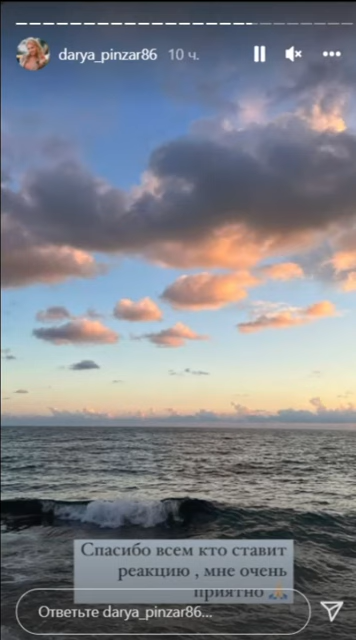 darya_pinzar86 10 ч.
Спасибо всем кто ставит
реакцию , мне очень
приятно 🙏
Ответьте darya_pinzar86...